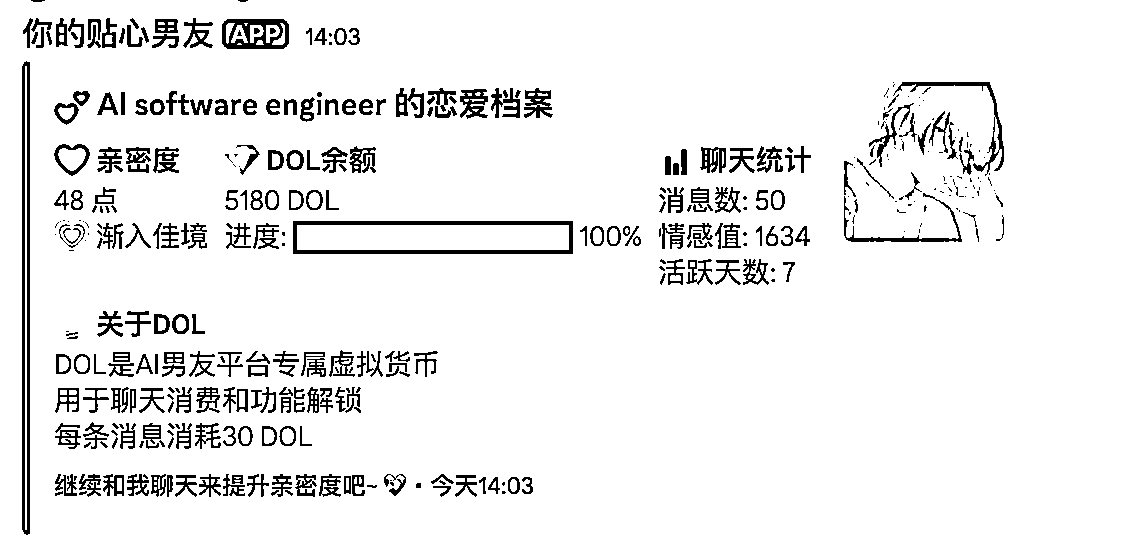 你的贴心男友 APP 14:03
AI software engineer 的恋爱档案
亲密度
48 点
渐入佳境
DOL余额
5180 DOL
进度: 100%
聊天统计
消息数: 50
情感值: 1634
活跃天数: 7
关于DOL
DOL是AI男友平台专属虚拟货币
用于聊天消费和功能解锁
每条消息消耗30 DOL
继续和我聊天来提升亲密度吧~ · 今天14:03